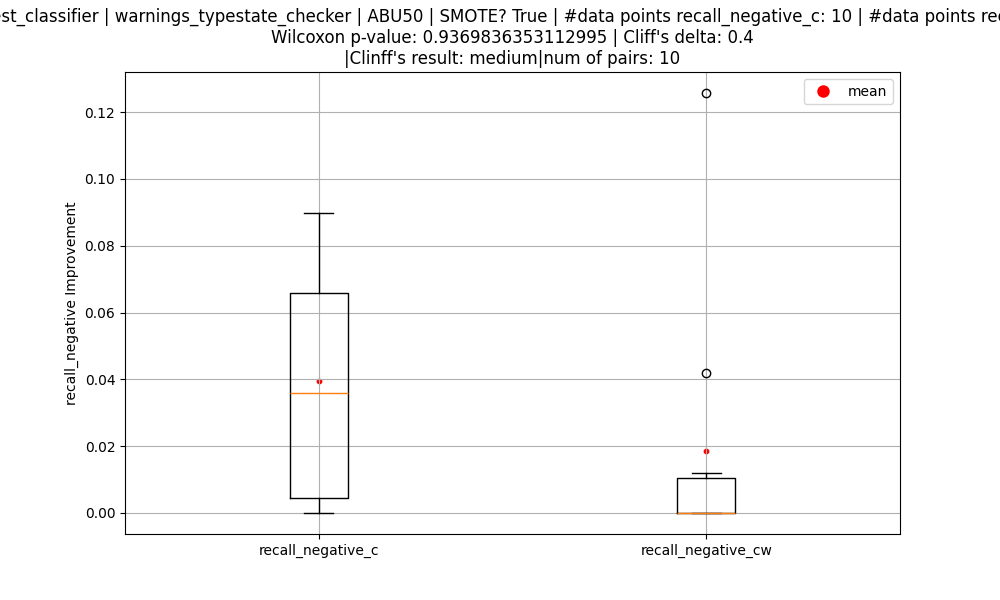 st_classifier | warnings_typestate_checker | ABU50 | SMOTE? True | #data points recall_negative_c: 10 | #data points
Wilcoxon p-value: 0.9369836353112995 | Cliff's delta: 0.4
|Clinff's result: medium|num of pairs: 10
mean
0.12
0.10
0.08
0.06
0.04
0.02
0.00
recall_negative Improvement
recall_negative_c
recall_negative_cw